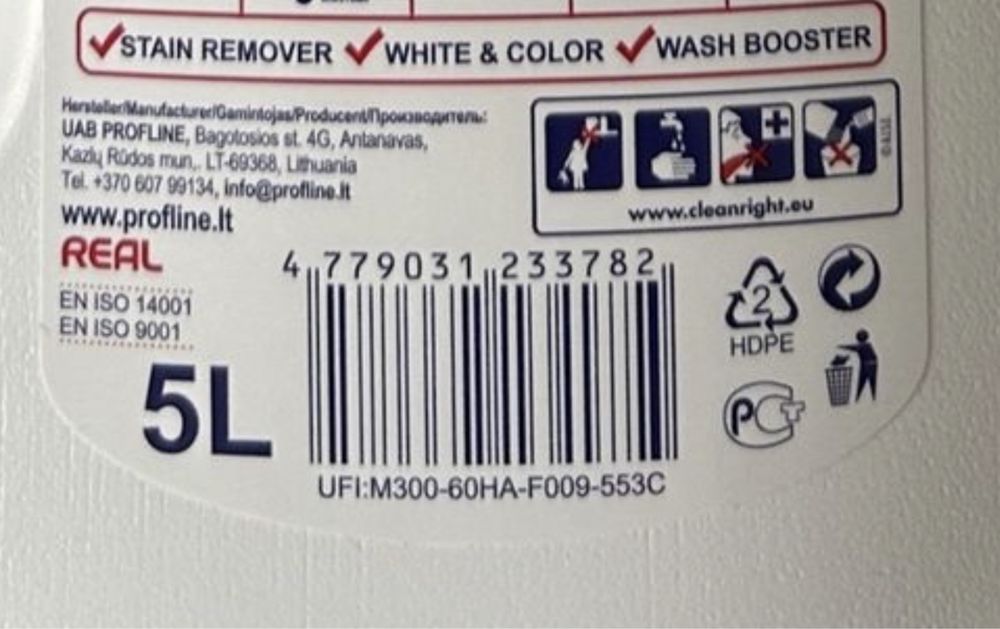 STAIN REMOVER WHITE & COLOR WASH BOOSTER
Hersteller/Manufacturer/Gamintojas/Producent/Производитель:
UAB PROFLINE, Bagotosios st. 4G, Antanavas,
Kazlų Rūdos mun., LT-69368, Lithuania
Tel. +370 607 99134, info@profline.lt
www.profline.lt
REAL
EN ISO 14001
EN ISO 9001
5L
www.cleanright.eu
4 779031 233782
UFI:M300-60HA-F009-553C
2
HDPE
PCT